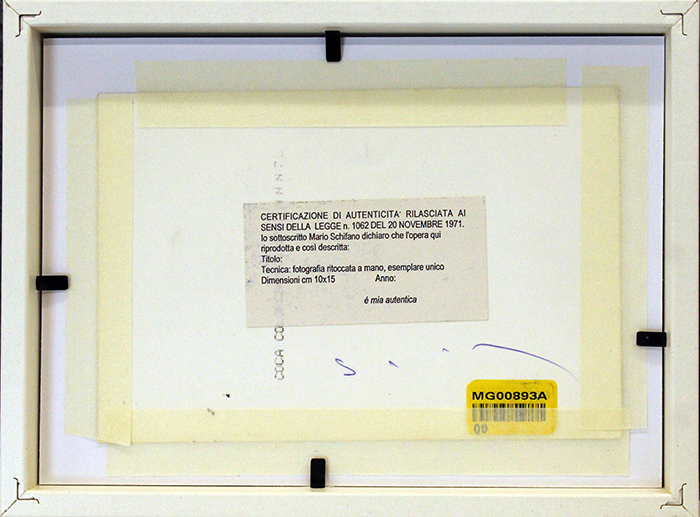 CERTIFICAZIONE DI AUTENTICITA' RILASCIATA AI
SENSI DELLA LEGGE n. 1062 DEL 20 NOVEMBRE 1971.
Io sottoscritto Mario Schifano dichiaro che l'opera qui
riprodotta e così descritta:
Titolo:
Tecnica: fotografia ritoccata a mano, esemplare unico
Dimensioni cm 10x15 Anno:
é mia autentica
COCA
MG00893A